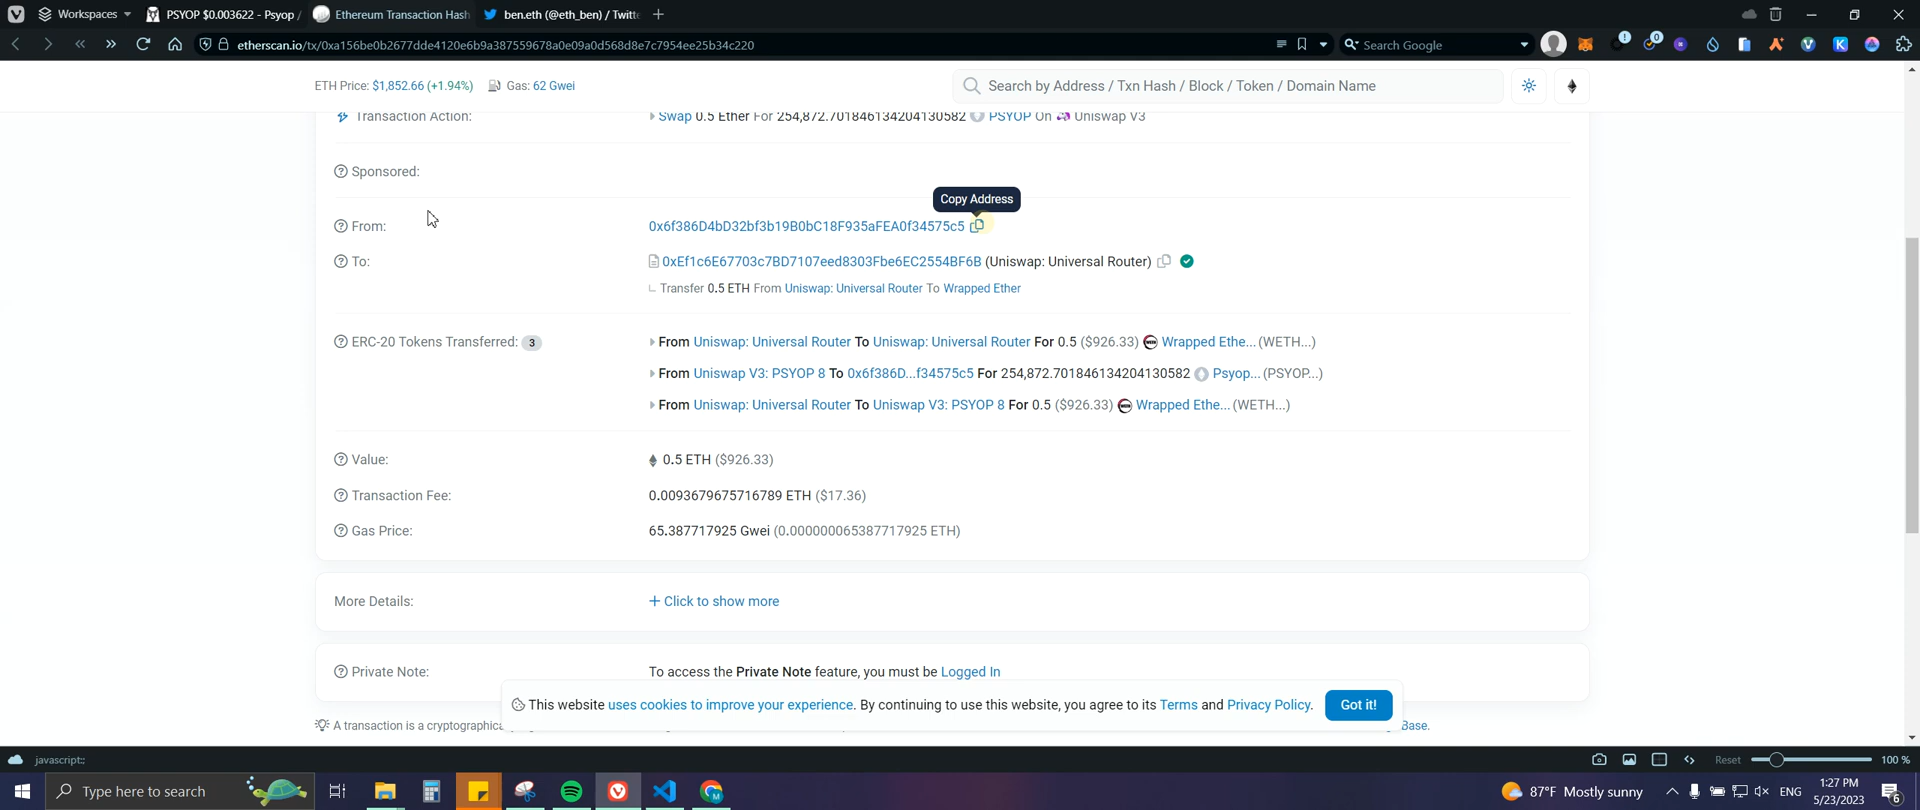 Workspaces PSYOP $0.003622 - Psyop / Ethereum Transaction Hash ben.eth (@eth_ben) / Twitte
etherscan.io/tx/0xa156be0b2677dde4120e6b9a387559678a0e09a0d568d8e7c7954ee25b34c220 Search Google
ETH Price: $1,852.66 (+1.94%) Gas: 62 Gwei Search by Address / Txn Hash / Block / Token / Domain Name
Transaction Action: Swap 0.5 Ether For 254,872.701846134204130582 PSYOP On Uniswap V3
Sponsored:
Copy Address
From: 0x6f386D4bD32bf3b19B0bC18F935aFEA0f34575c5
To: 0xEf1c6E67703c7BD7107eed8303Fbe6EC2554BF6B (Uniswap: Universal Router)
Transfer 0.5 ETH From Uniswap: Universal Router To Wrapped Ether
ERC-20 Tokens Transferred: 3 From Uniswap: Universal Router To Uniswap: Universal Router For 0.5 ($926.33) Wrapped Ethe... (WETH...)
From Uniswap V3: PSYOP 8 To 0x6f386D...f34575c5 For 254,872.701846134204130582 Psyop... (PSYOP...)
From Uniswap: Universal Router To Uniswap V3: PSYOP 8 For 0.5 ($926.33) Wrapped Ethe... (WETH...)
Value: 0.5 ETH ($926.33)
Transaction Fee: 0.0093679675716789 ETH ($17.36)
Gas Price: 65.387717925 Gwei (0.000000065387717925 ETH)
More Details: + Click to show more
Private Note: To access the Private Note feature, you must be Logged In
This website uses cookies to improve your experience. By continuing to use this website, you agree to its Terms and Privacy Policy. Got it!
A transaction is a cryptographica Base.
javascript:; Reset 100 %
Type here to search 87°F Mostly sunny ENG 1:27 PM
5/23/2023 6